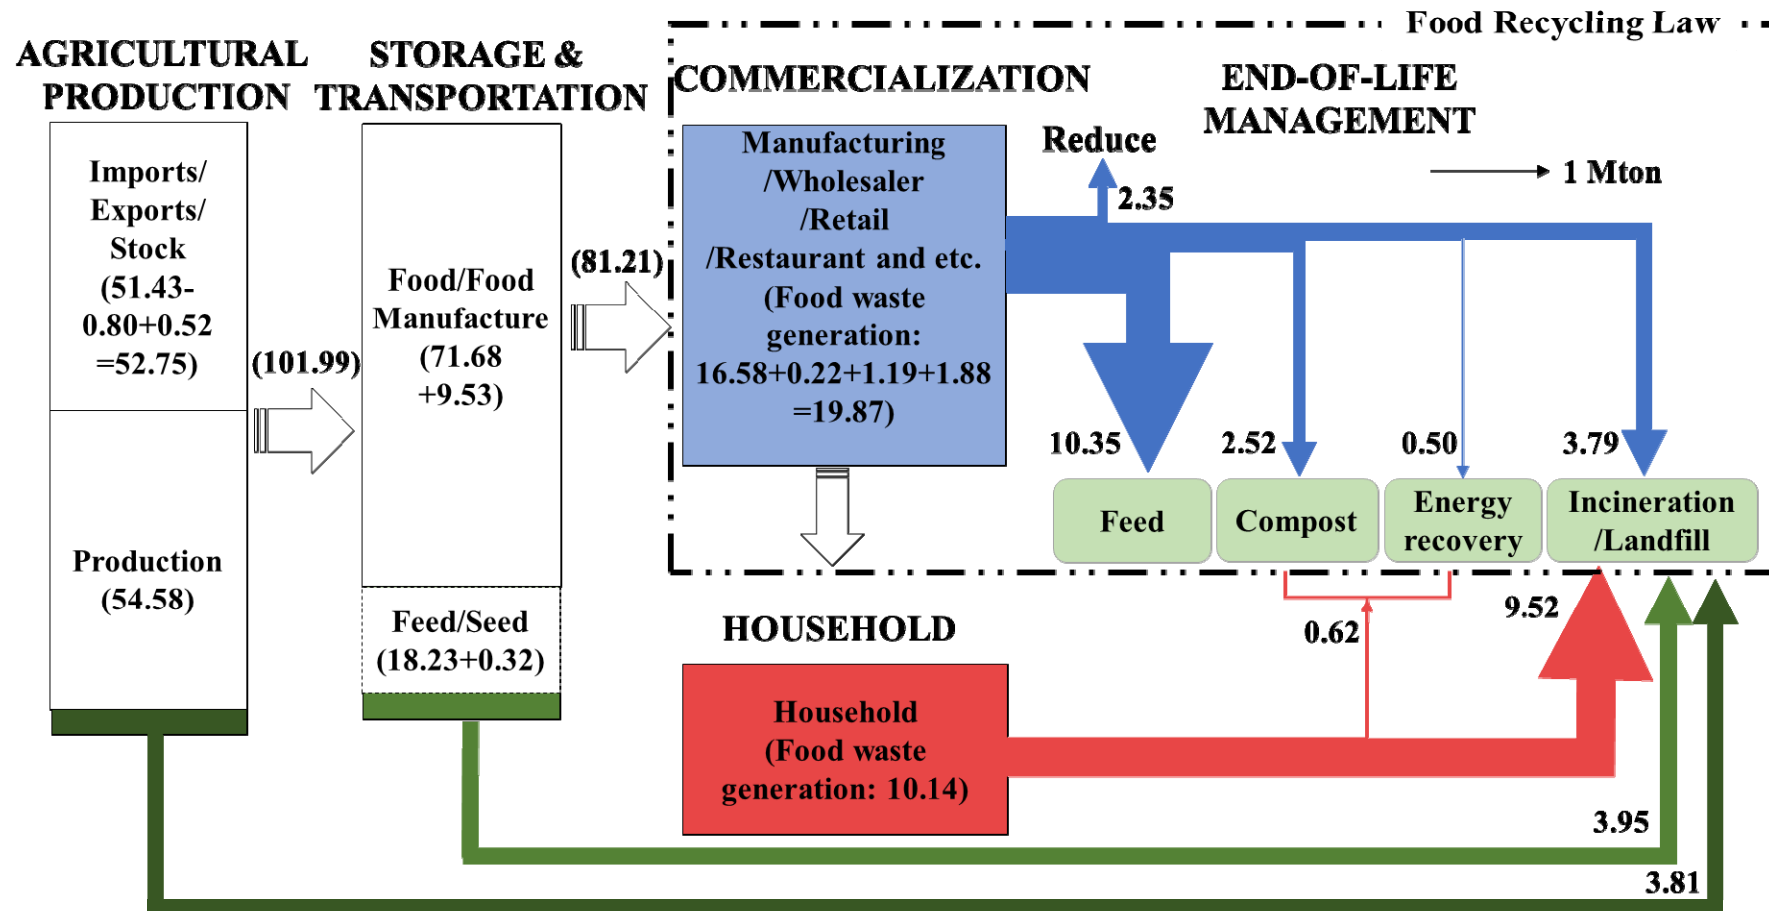 Food Recycling Law
AGRICULTURAL
PRODUCTION
Imports/
Exports/
Stock
(51.43-
0.80+0.52
=52.75)
Production
(54.58)
(101.99)
STORAGE &
TRANSPORTATION
Food/Food
Manufacture
(71.68
+9.53)
Feed/Seed
(18.23+0.32)
(81.21)
COMMERCIALIZATION
Manufacturing
/Wholesaler
/Retail
/Restaurant and etc.
(Food waste
generation:
16.58+0.22+1.19+1.88
=19.87)
END-OF-LIFE
MANAGEMENT
Reduce
2.35
1 Mton
10.35
2.52
0.50
3.79
Feed
Compost
Energy
recovery
Incineration
/Landfill
HOUSEHOLD
Household
(Food waste
generation: 10.14)
0.62
9.52
3.95
3.81